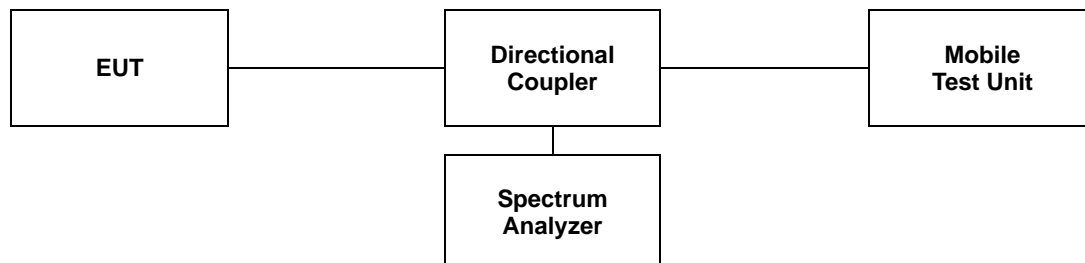 EUT
Directional
Coupler
Mobile
Test Unit
Spectrum
Analyzer